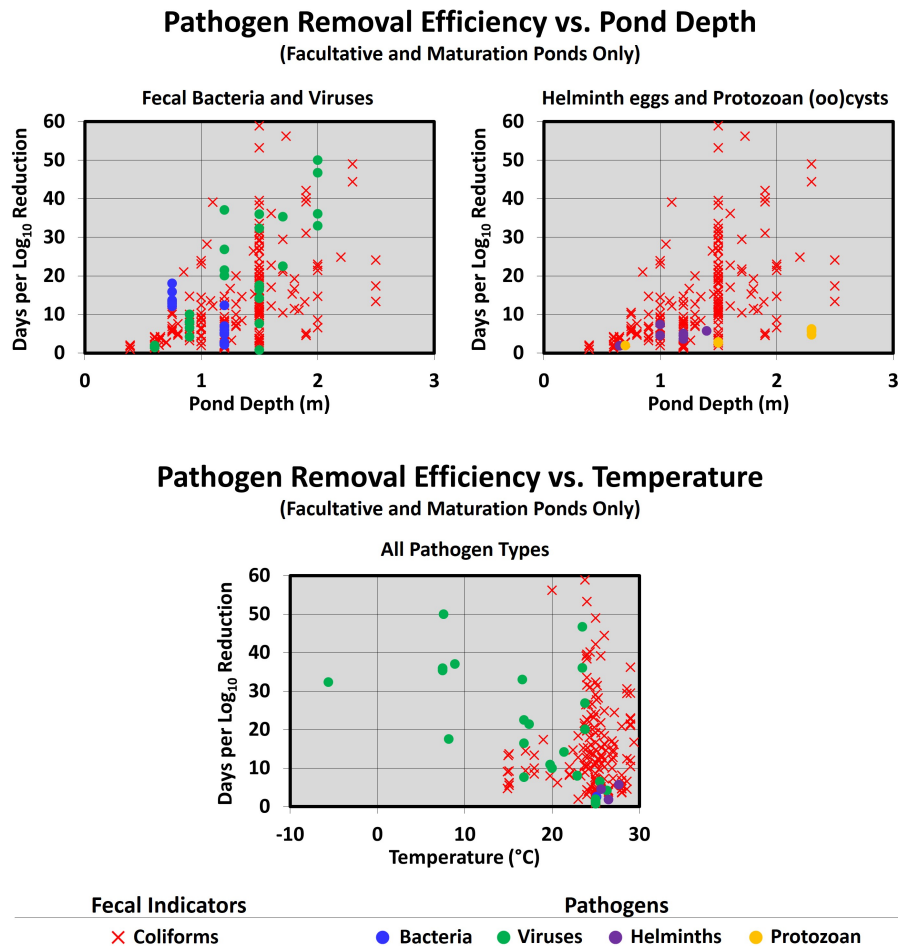 Pathogen Removal Efficiency vs. Pond Depth
(Facultative and Maturation Ponds Only)
Fecal Bacteria and Viruses
Days per Log10 Reduction
60
50
40
30
20
10
0
0 1 2 3
Pond Depth (m)
Helminth eggs and Protozoan (oo)cysts
Days per Log10 Reduction
60
50
40
30
20
10
0
0 1 2 3
Pond Depth (m)
Pathogen Removal Efficiency vs. Temperature
(Facultative and Maturation Ponds Only)
All Pathogen Types
Days per Log10 Reduction
60
50
40
30
20
10
0
-10 0 10 20 30
Temperature (°C)
Fecal Indicators Pathogens
Coliforms Bacteria Viruses Helminths Protozoan